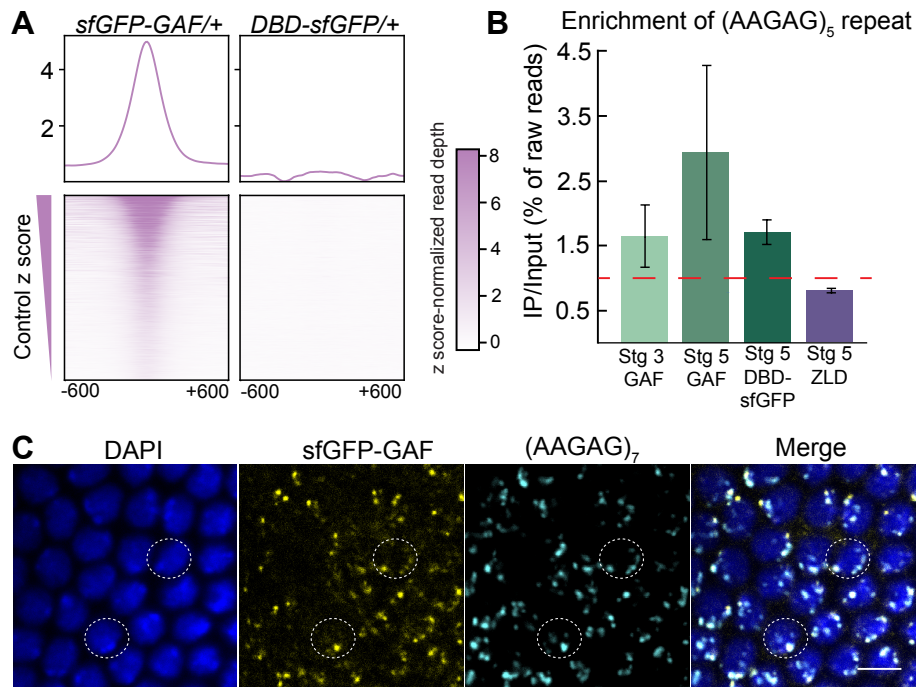 A
sfGFP-GAF/+
DBD-sfGFP/+
4
2
Control z score
-600
+600
-600
+600
z score-normalized read depth
8
6
4
2
0
B
Enrichment of (AAGAG)5 repeat
IP/Input (% of raw reads)
4.5
3.5
2.5
1.5
0.5
Stg 3
GAF
Stg 5
GAF
Stg 5
DBD-
sfGFP
Stg 5
ZLD
C
DAPI
sfGFP-GAF
(AAGAG)7
Merge